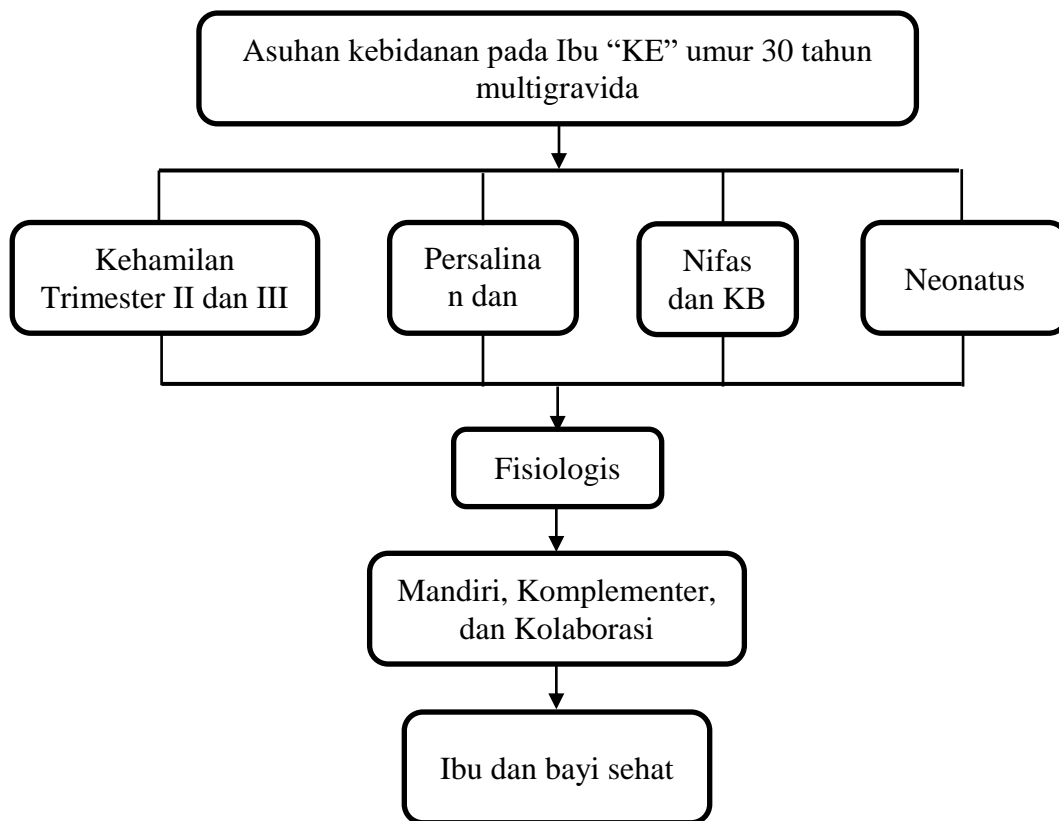 Asuhan kebidanan pada Ibu “KE” umur 30 tahun
multigravida
Kehamilan
Trimester II dan III
Persalina
n dan
Nifas
dan KB
Neonatus
Fisiologis
Mandiri, Komplementer,
dan Kolaborasi
Ibu dan bayi sehat